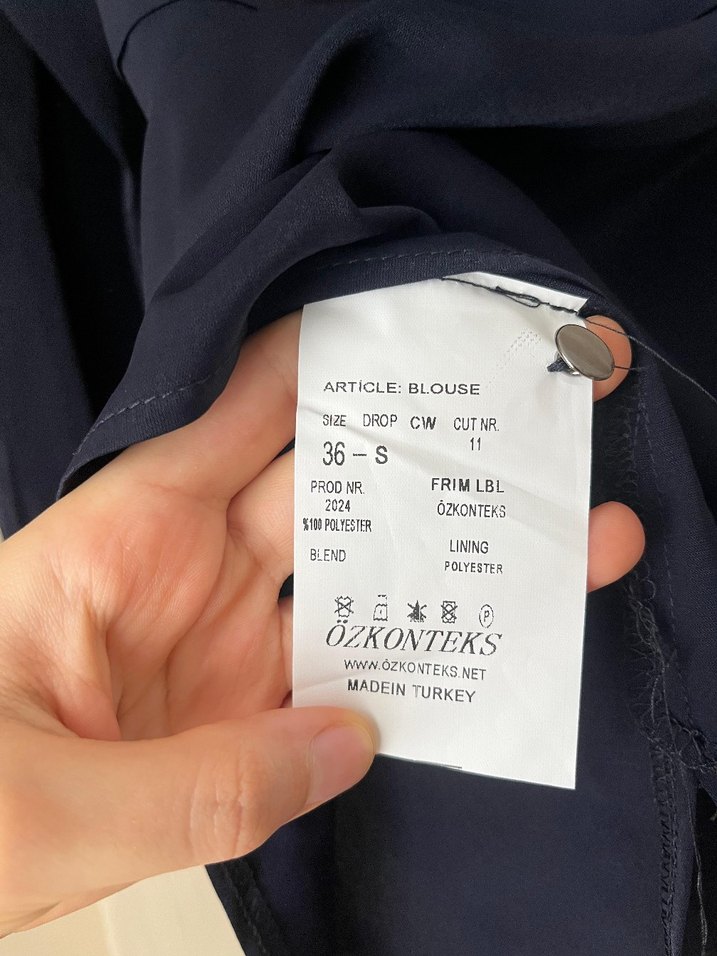 ARTİCLE: BLOUSE
SIZE DROP CW CUT NR.
11
36 - S
PROD NR. FRIM LBL
2024 ÖZKONTEKS
%100 POLYESTER
BLEND LINING
POLYESTER
P
ÖZKONTEKS
WWW.ÖZKONTEKS.NET
MADEIN TURKEY